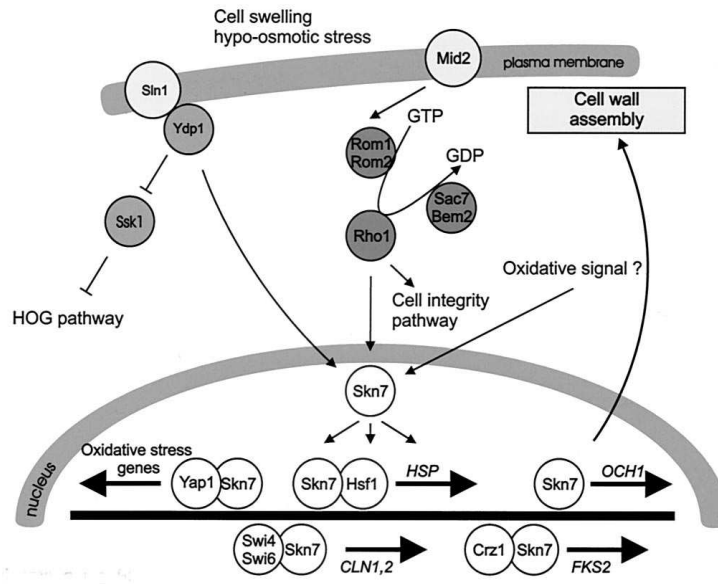 Cell swelling
hypo-osmotic stress
Mid2
plasma membrane
Sln1
Ydp1
Cell wall
assembly
GTP
Rom1
Rom2
GDP
Sac7
Bem2
Ssk1
Rho1
Oxidative signal ?
HOG pathway
Cell integrity
pathway
Skn7
nucleus
Oxidative stress
genes
Yap1
Skn7
Skn7
Hsf1
HSP
Skn7
OCH1
Swi4
Swi6
Skn7
CLN1,2
Crz1
Skn7
FKS2